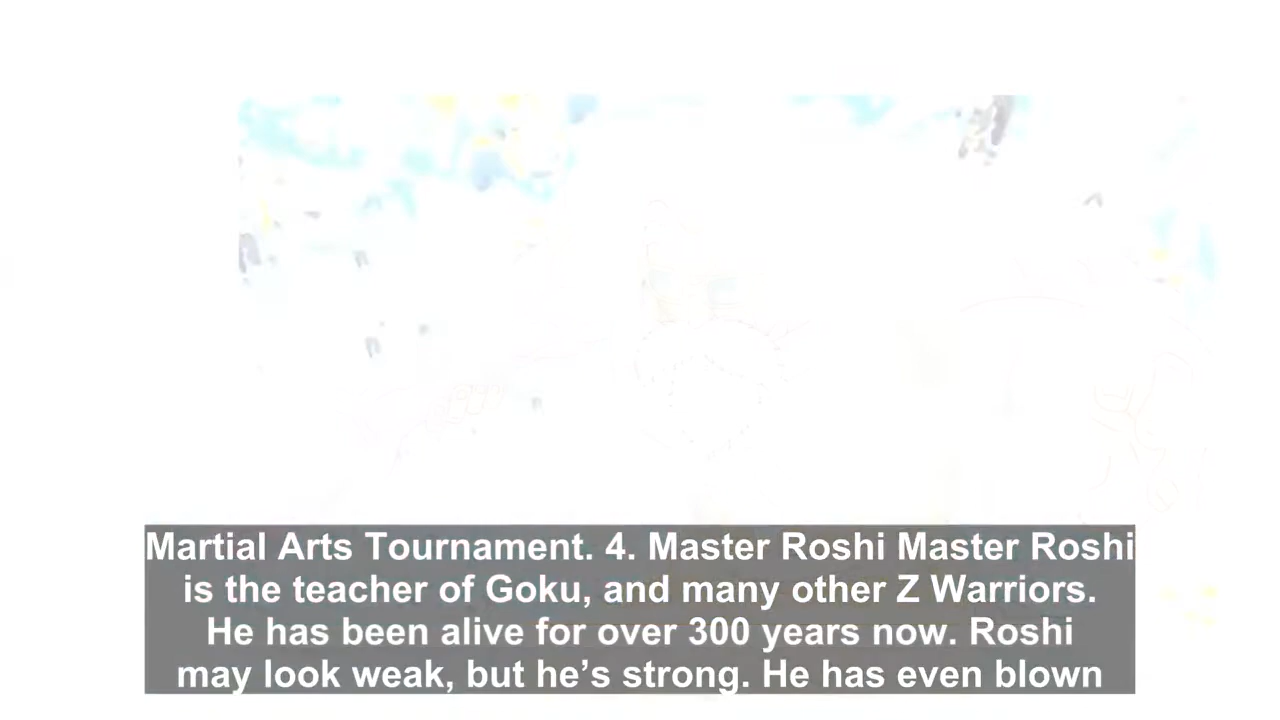 Martial Arts Tournament. 4. Master Roshi Master Roshi
is the teacher of Goku, and many other Z Warriors.
He has been alive for over 300 years now. Roshi
may look weak, but he’s strong. He has even blown